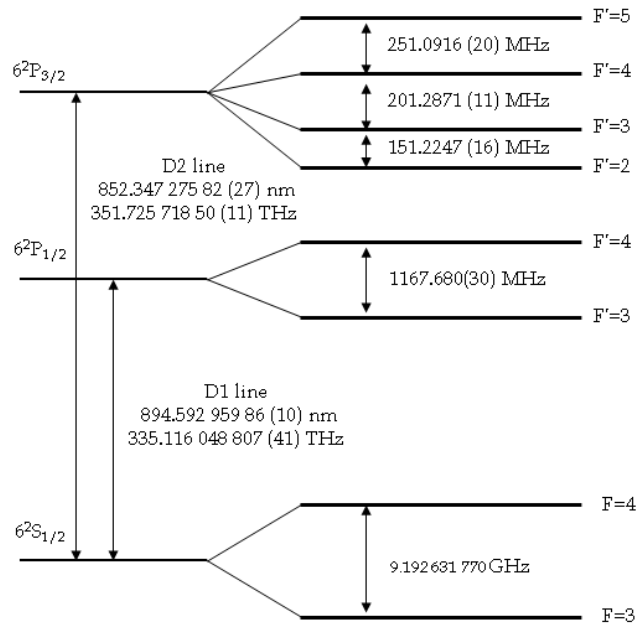 F'=5
251.0916 (20) MHz
6²P3/2
F'=4
201.2871 (11) MHz
F'=3
151.2247 (16) MHz
F'=2
D2 line
852.347 275 82 (27) nm
351.725 718 50 (11) THz
6²P1/2
F'=4
1167.680(30) MHz
F'=3
D1 line
894.592 959 86 (10) nm
335.116 048 807 (41) THz
F=4
6²S1/2
9.192 631 770 GHz
F=3